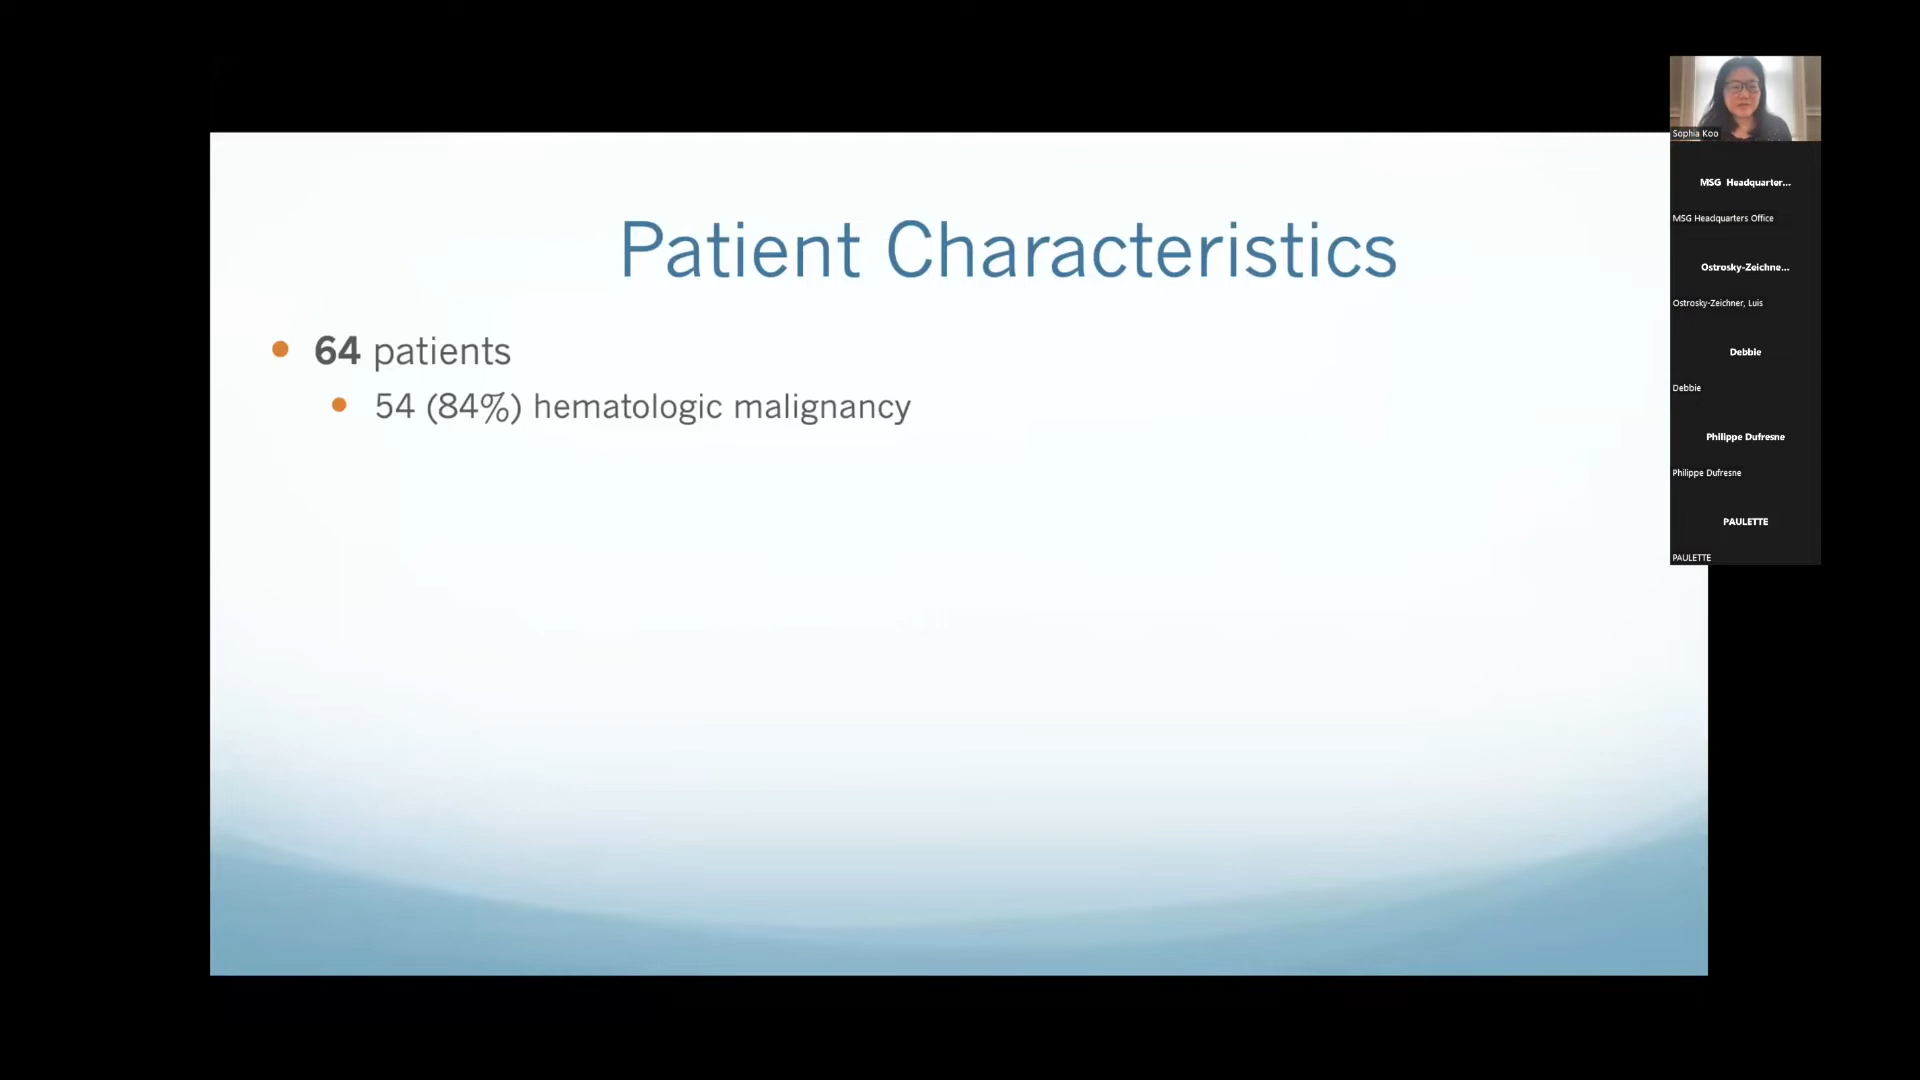 Patient Characteristics
64 patients
54 (84%) hematologic malignancy
Sophia Koo
MSG Headquarter...
MSG Headquarters Office
Ostrosky-Zeichne...
Ostrosky-Zeichner, Luis
Debbie
Debbie
Philippe Dufresne
Philippe Dufresne
PAULETTE
PAULETTE